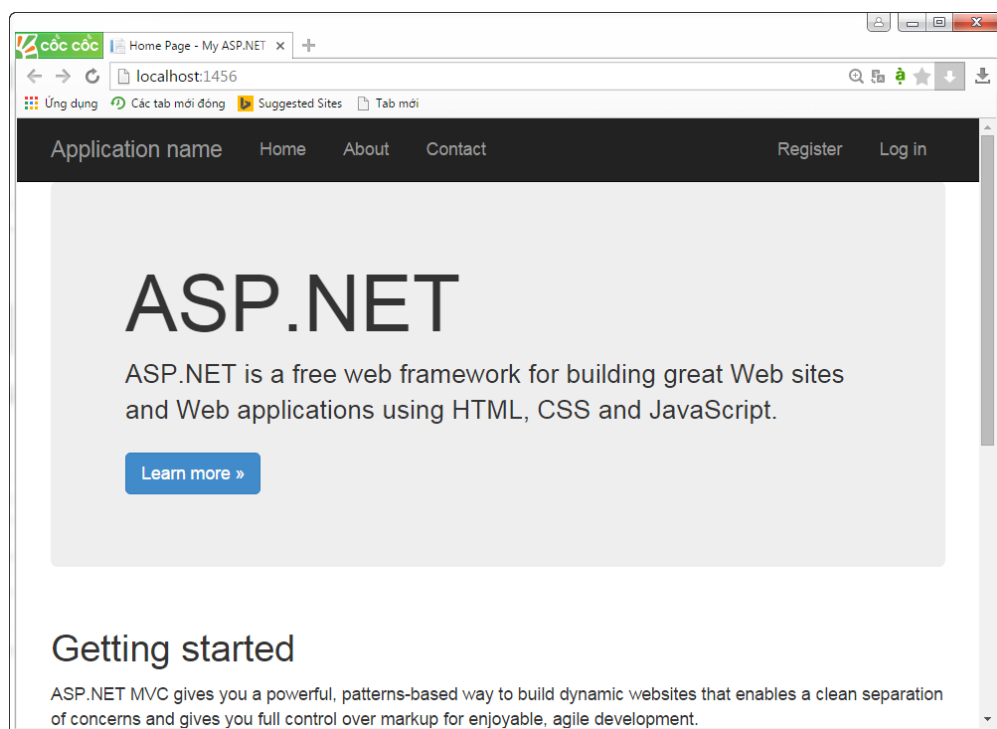 cốc cốc Home Page - My ASP.NET
localhost:1456
Ứng dụng Các tab mới đóng Suggested Sites Tab mới
Application name Home About Contact Register Log in
ASP.NET
ASP.NET is a free web framework for building great Web sites
and Web applications using HTML, CSS and JavaScript.
Learn more »
Getting started
ASP.NET MVC gives you a powerful, patterns-based way to build dynamic websites that enables a clean separation
of concerns and gives you full control over markup for enjoyable, agile development.